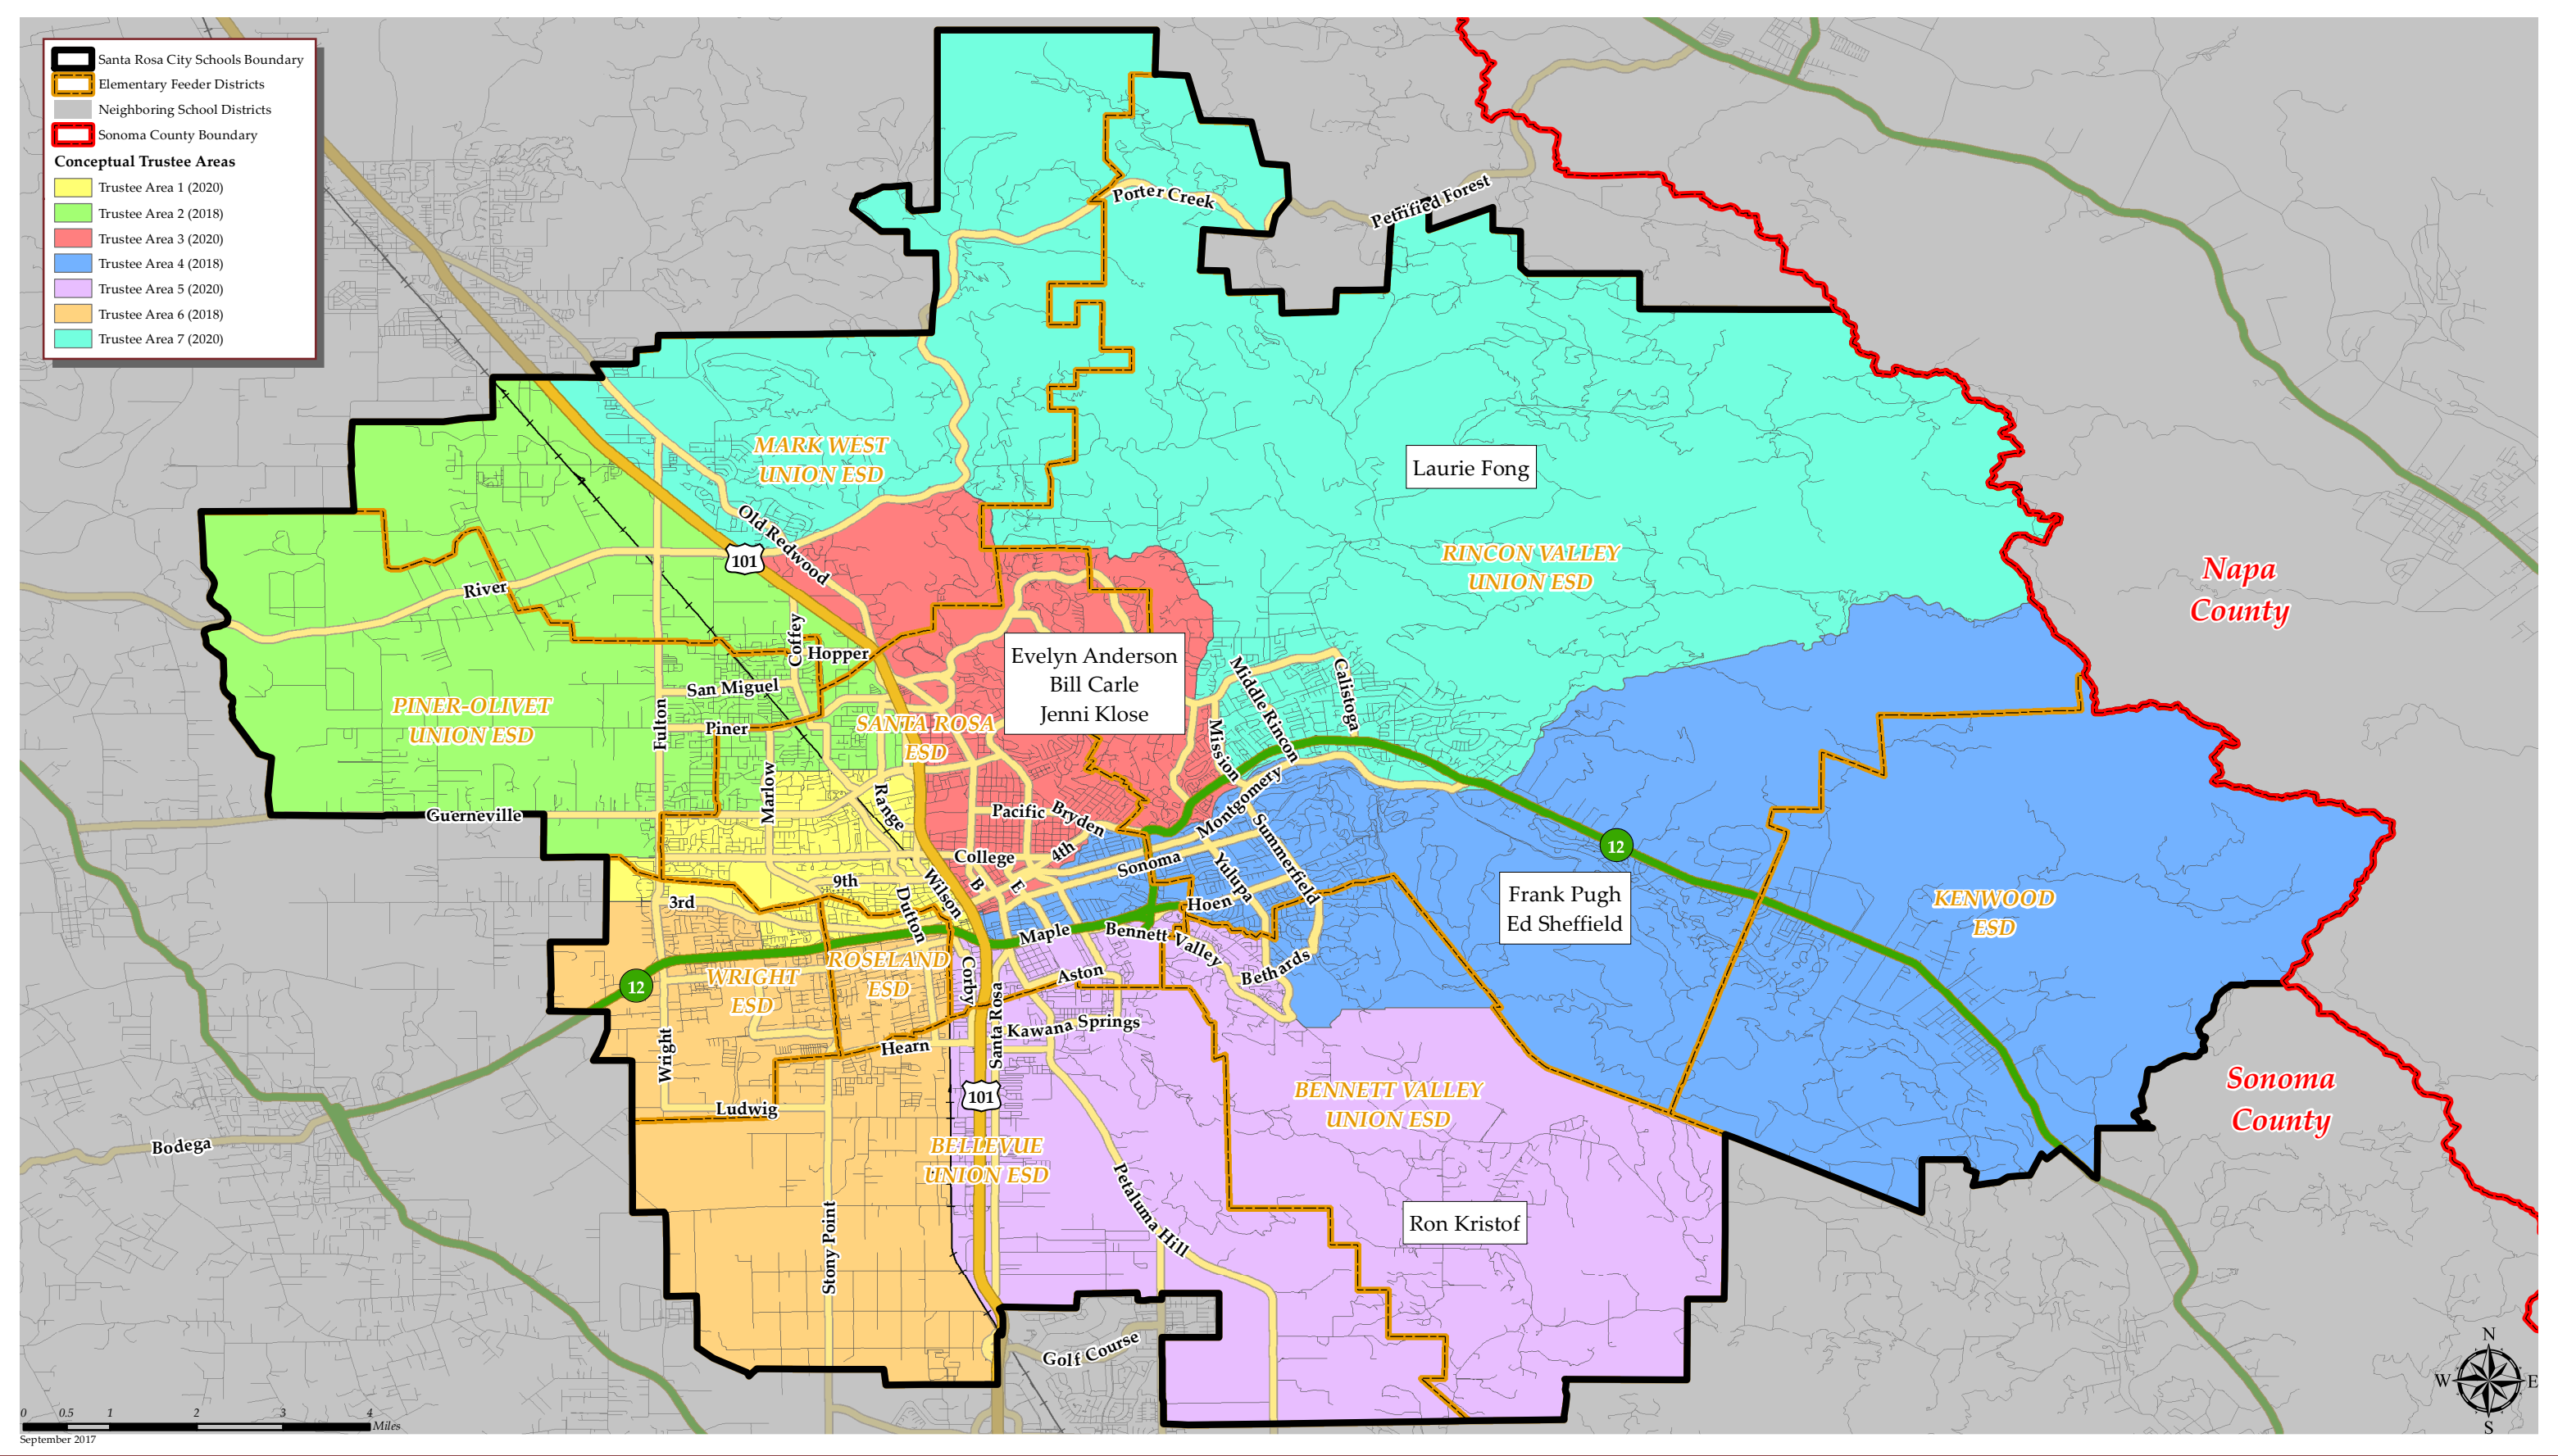 Santa Rosa City Schools Boundary
Elementary Feeder Districts
Neighboring School Districts
Sonoma County Boundary
Conceptual Trustee Areas
Trustee Area 1 (2020)
Trustee Area 2 (2018)
Trustee Area 3 (2020)
Trustee Area 4 (2018)
Trustee Area 5 (2020)
Trustee Area 6 (2018)
Trustee Area 7 (2020)
Porter Creek
Petrified Forest
MARK WEST
UNION ESD
Laurie Fong
Old Redwood
101
RINCON VALLEY
UNION ESD
Napa
County
River
Coffey
Hopper
Evelyn Anderson
Bill Carle
Jenni Klose
Middle Rincon
Calistoga
San Miguel
PINER-OLIVET
UNION ESD
Fulton
Piner
SANTA ROSA
ESD
Mission
Marlow
Range
Guerneville
Pacific
Bryden
Montgomery
Summerfield
12
College
4th
Sonoma
Yulupa
9th
Wilson
B
E
3rd
Dutton
Hoen
Frank Pugh
Ed Sheffield
KENWOOD
ESD
Maple
Bennett Valley
12
WRIGHT
ESD
ROSELAND
ESD
Corby
Aston
Bethards
Santa Rosa
Kawana Springs
Wright
Hearn
101
Ludwig
BENNETT VALLEY
UNION ESD
Sonoma
County
Bodega
BELLEVUE
UNION ESD
Petaluma Hill
Stony Point
Ron Kristof
Golf Course
N
W
E
S
0
0.5
1
2
3
4
Miles
September 2017